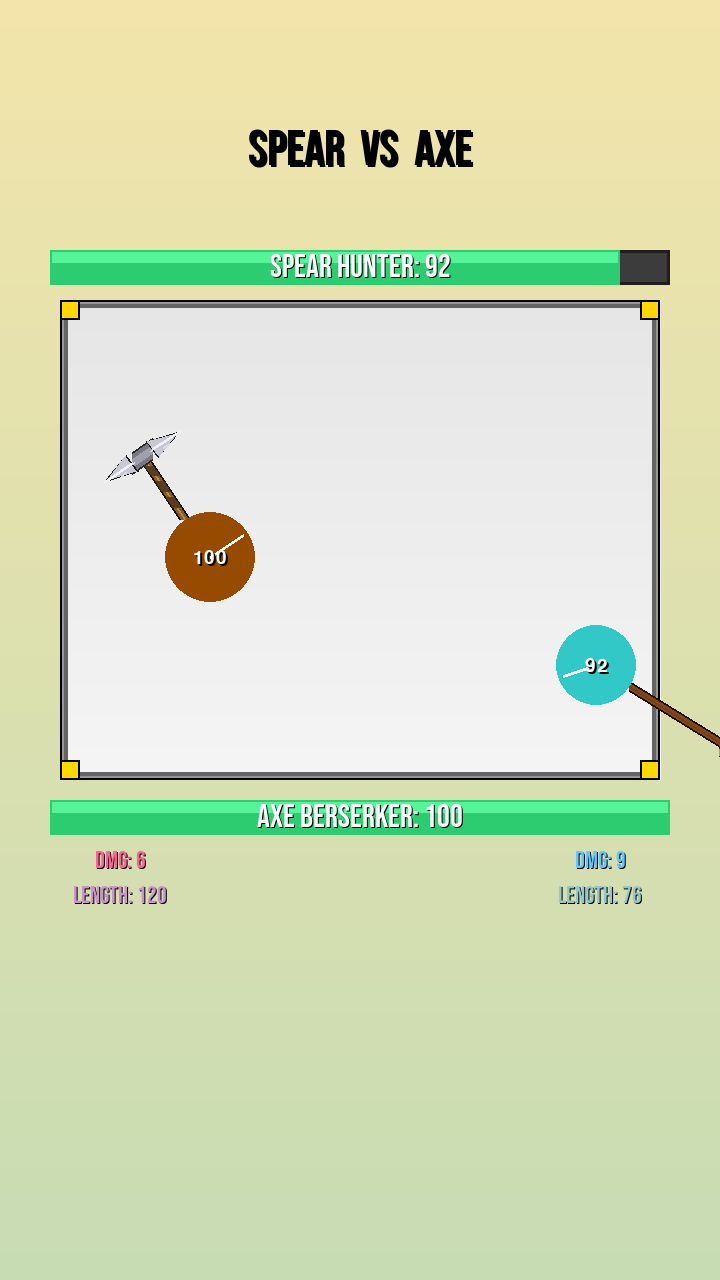 SPEAR VS AXE
SPEAR HUNTER: 92
100
92
AXE BERSERKER: 100
DMG: 6 DMG: 9
LENGTH: 120 LENGTH: 76